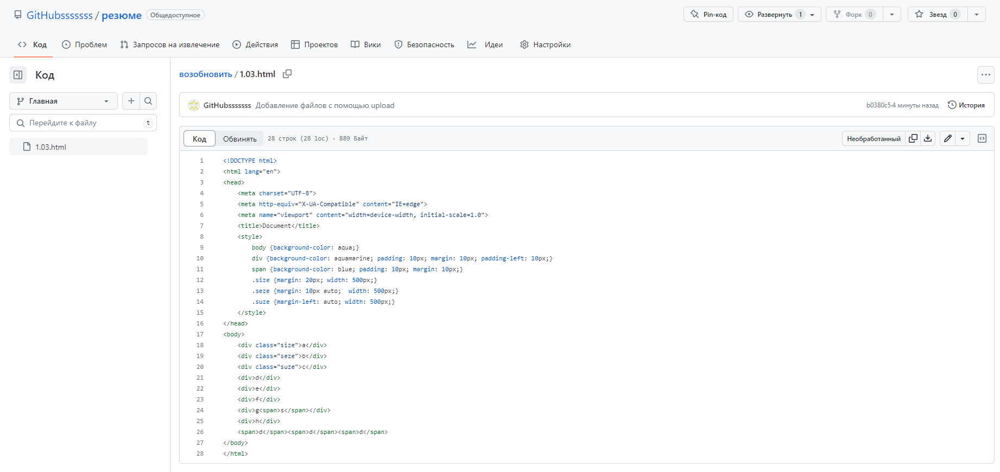 GitHubsssssss / резюме Общедоступное Pin-код Развернуть 1 Форк 0 Звезд 0
Код Проблем Запросов на извлечение Действия Проектов Вики Безопасность Идеи Настройки
Код
Главная
Перейдите к файлу t
1.03.html
возобновить / 1.03.html
GitHubsssssss Добавление файлов с помощью upload b0380c5·4 минуты назад История
Код Обвинять 28 строк (28 loc) · 889 Байт Необработанный
1 <!DOCTYPE html>
2 <html lang="en">
3 <head>
4 <meta charset="UTF-8">
5 <meta http-equiv="X-UA-Compatible" content="IE=edge">
6 <meta name="viewport" content="width=device-width, initial-scale=1.0">
7 <title>Document</title>
8 <style>
9 body {background-color: aqua;}
10 div {background-color: aquamarine; padding: 10px; margin: 10px; padding-left: 10px;}
11 span {background-color: blue; padding: 10px; margin: 10px;}
12 .size {margin: 20px; width: 500px;}
13 .seze {margin: 10px auto;  width: 500px;}
14 .suze {margin-left: auto; width: 500px;}
15 </style>
16 </head>
17 <body>
18 <div class="size">a</div>
19 <div class="seze">b</div>
20 <div class="suze">c</div>
21 <div>d</div>
22 <div>e</div>
23 <div>f</div>
24 <div>g<span>s</span></div>
25 <div>h</div>
26 <span>d</span><span>d</span><span>d</span>
27 </body>
28 </html>